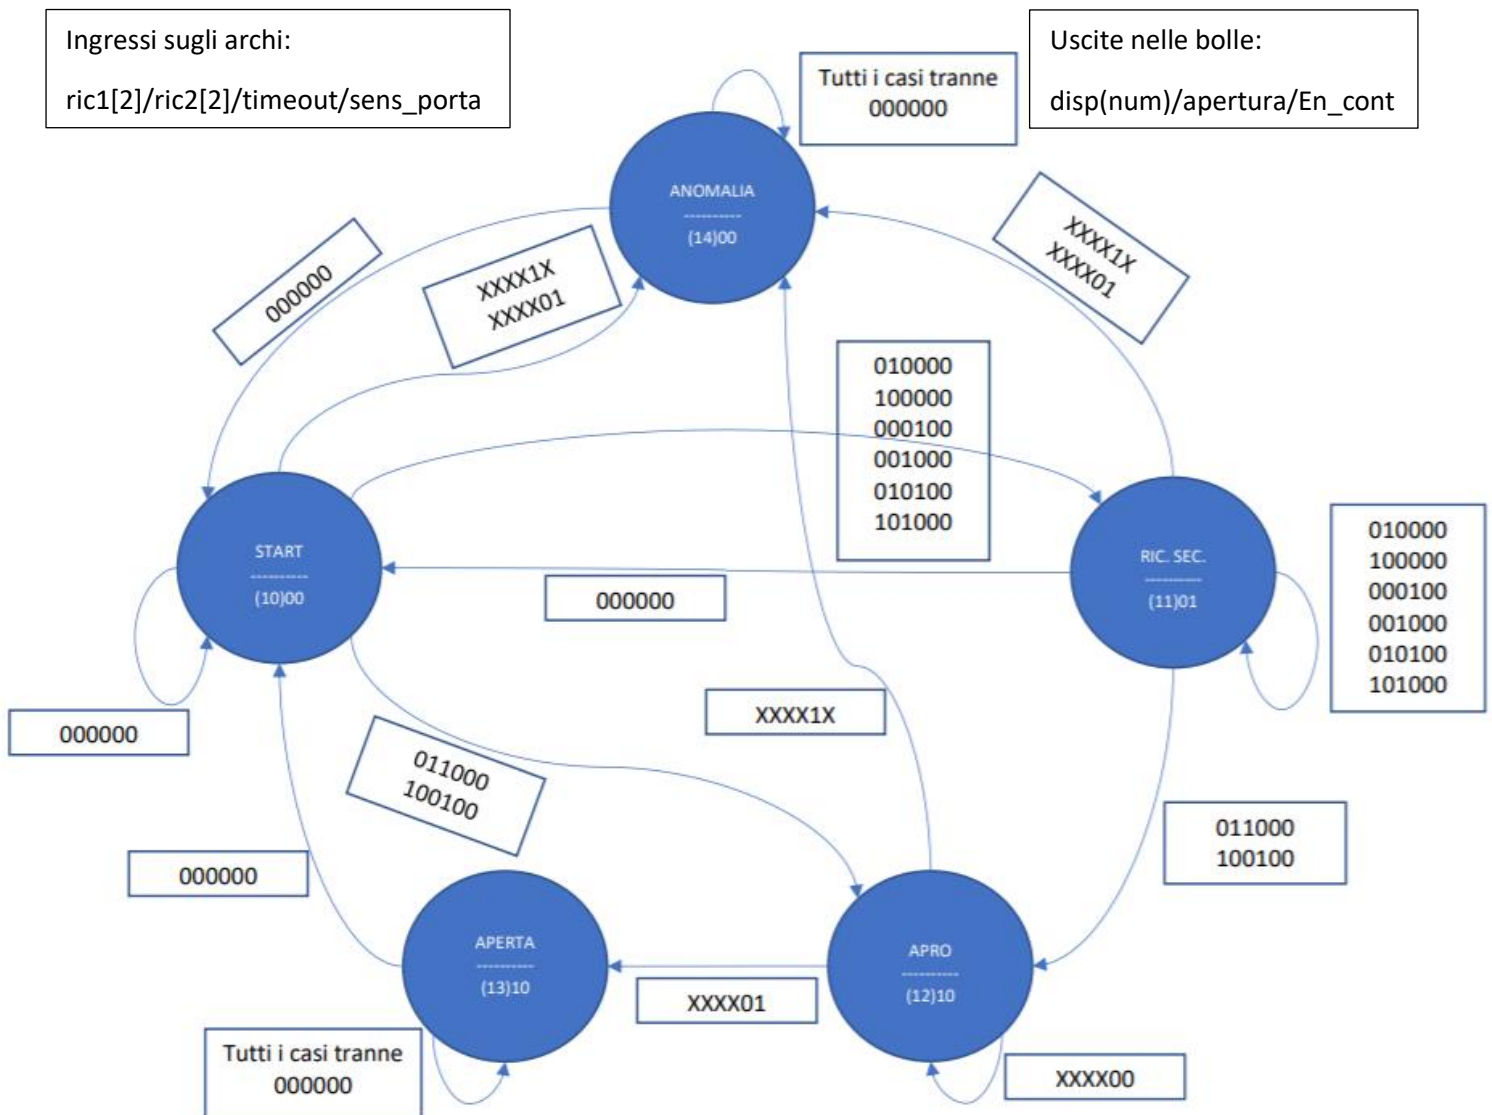 Ingressi sugli archi:
ric1[2]/ric2[2]/timeout/sens_porta
Uscite nelle bolle:
disp(num)/apertura/En_cont
Tutti i casi tranne
000000
ANOMALIA
----------
(14)00
000000
XXXX1X
XXXX01
XXXX1X
XXXX01
010000
100000
000100
001000
010100
101000
START
----------
(10)00
RIC. SEC.
----------
(11)01
010000
100000
000100
001000
010100
101000
000000
000000
XXXX1X
011000
100100
011000
100100
000000
APERTA
----------
(13)10
APRO
----------
(12)10
XXXX01
Tutti i casi tranne
000000
XXXX00